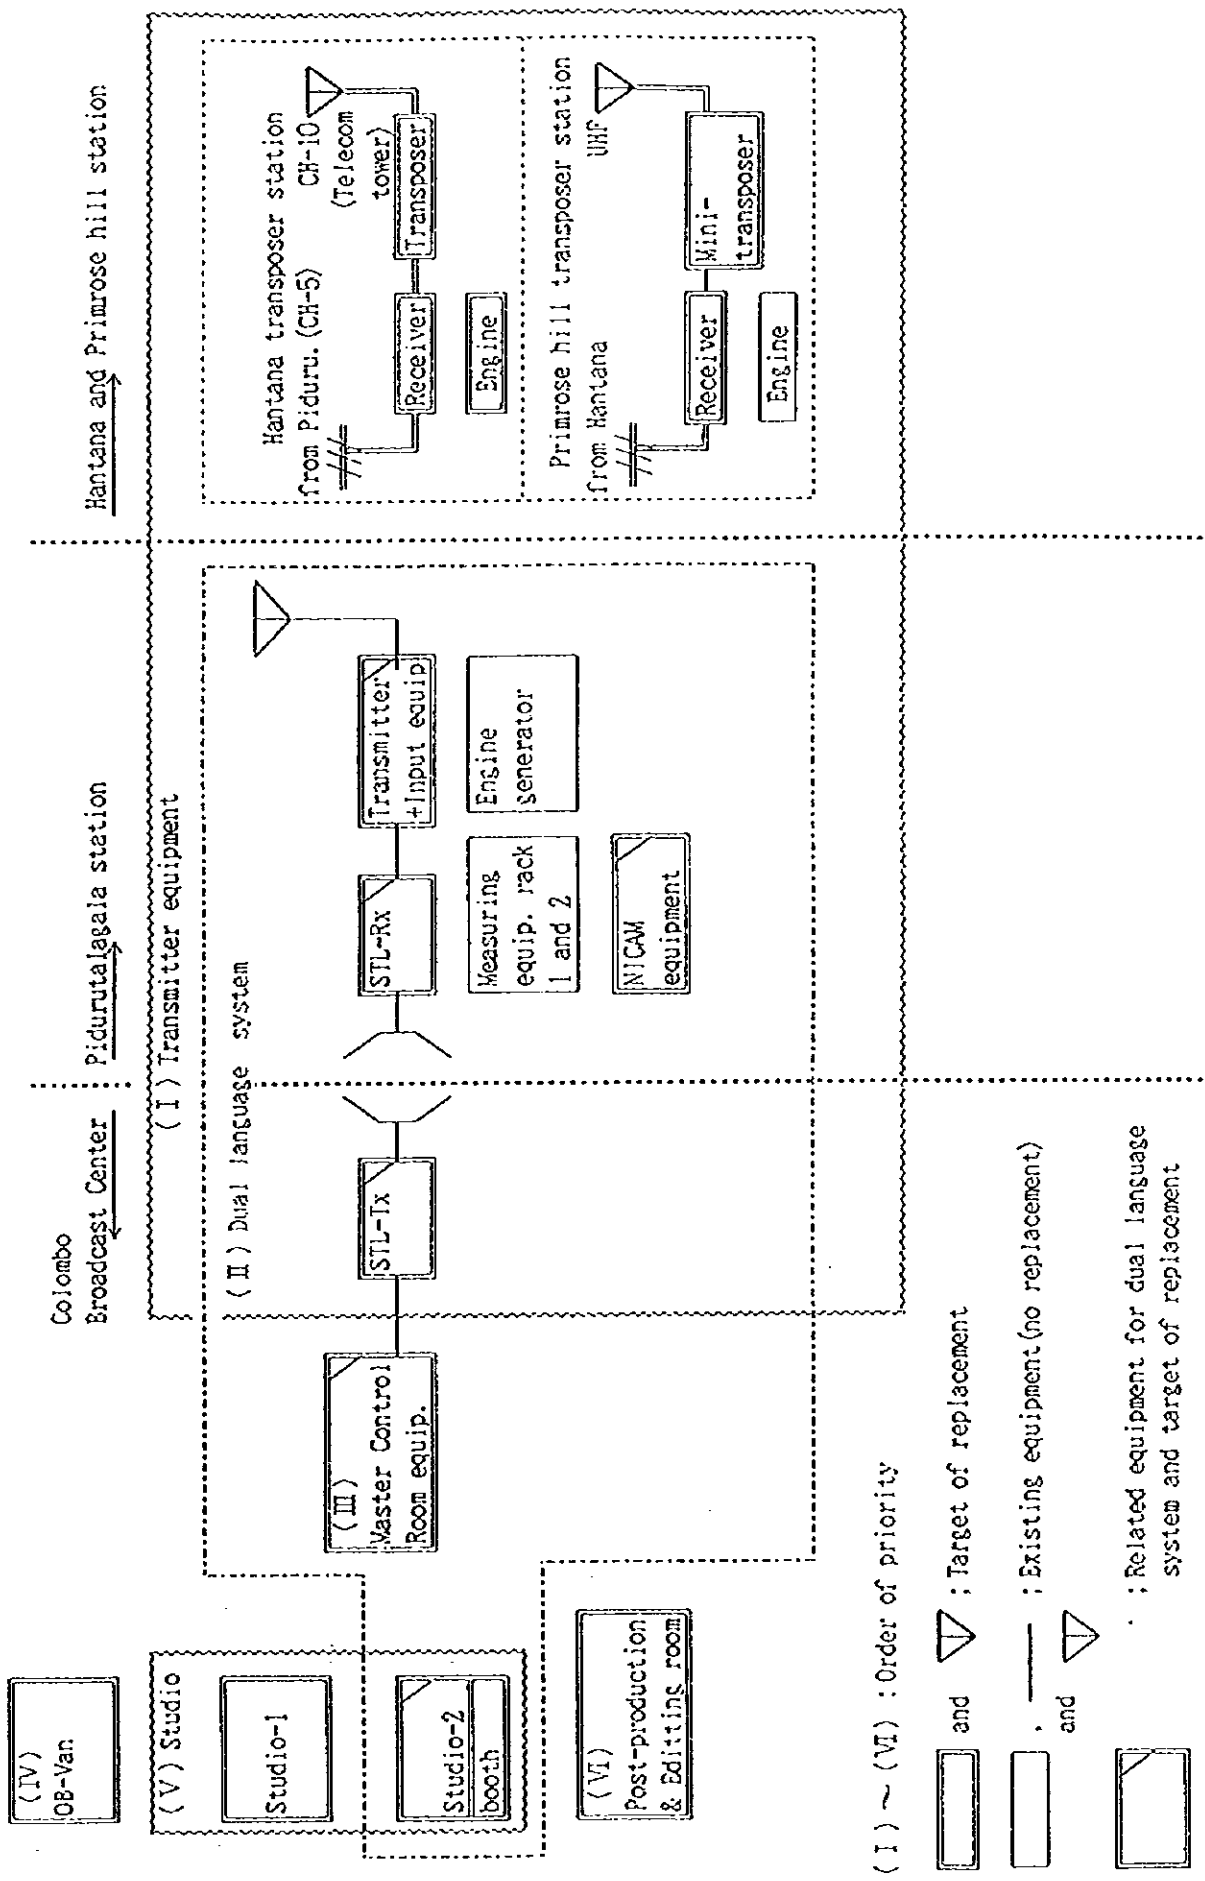 Colombo
Broadcast Center
Pidurutalagala station
Hantana and Primrose hill station
(I) Transmitter equipment
(II) Dual language system
(IV)
OB-Van
(V) Studio
Studio-1
Studio-2
booth
(VI)
Post-production
& Editting room
(III)
Master Control
Room equip.
STL-Tx
STL-Rx
Transmitter
+Input equip
Measuring
equip. rack
1 and 2
Engine
senerator
NICAM
equipment
Hantana transposer station
from Piduru.(CH-5)
CH-10
(Telecom
tower)
Receiver
Transposer
Engine
Primrose hill transposer station
from Hantana
UHF
Receiver
Mini-
transposer
Engine
(I) ~ (VI) : Order of priority
and
; Target of replacement
,
; Existing equipment(no replacement)
and
; Related equipment for dual language
system and target of replacement